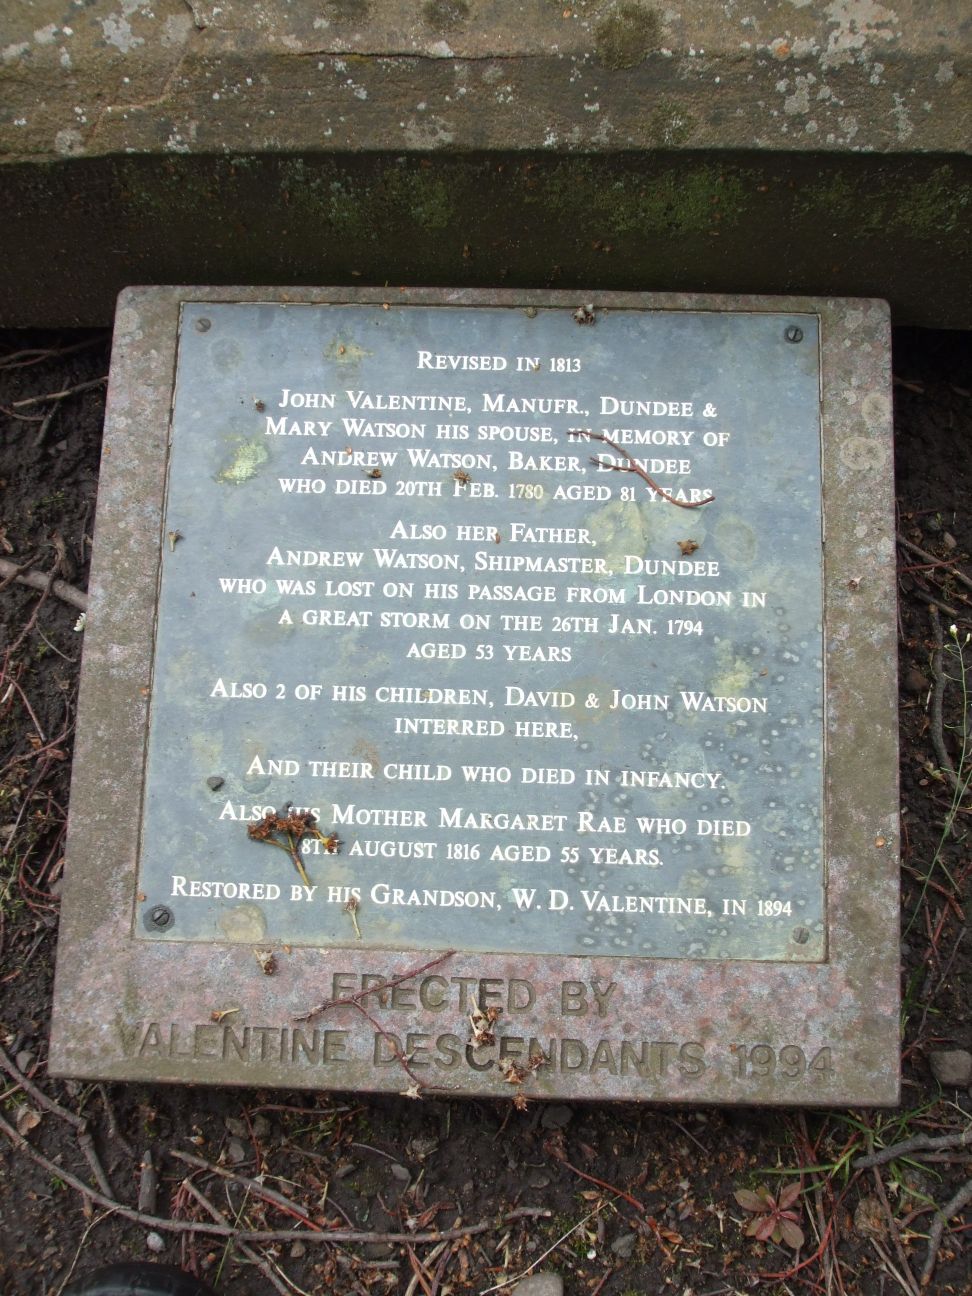 REVISED IN 1813
JOHN VALENTINE, MANUFR., DUNDEE &
MARY WATSON HIS SPOUSE, IN MEMORY OF
ANDREW WATSON, BAKER, DUNDEE
WHO DIED 20TH FEB. 1780 AGED 81 YEARS
ALSO HER FATHER,
ANDREW WATSON, SHIPMASTER, DUNDEE
WHO WAS LOST ON HIS PASSAGE FROM LONDON IN
A GREAT STORM ON THE 26TH JAN. 1794
AGED 53 YEARS
ALSO 2 OF HIS CHILDREN, DAVID & JOHN WATSON
INTERRED HERE,
AND THEIR CHILD WHO DIED IN INFANCY.
ALSO HIS MOTHER MARGARET RAE WHO DIED
8TH AUGUST 1816 AGED 55 YEARS.
RESTORED BY HIS GRANDSON, W. D. VALENTINE, IN 1894
ERECTED BY
VALENTINE DESCENDANTS 1994